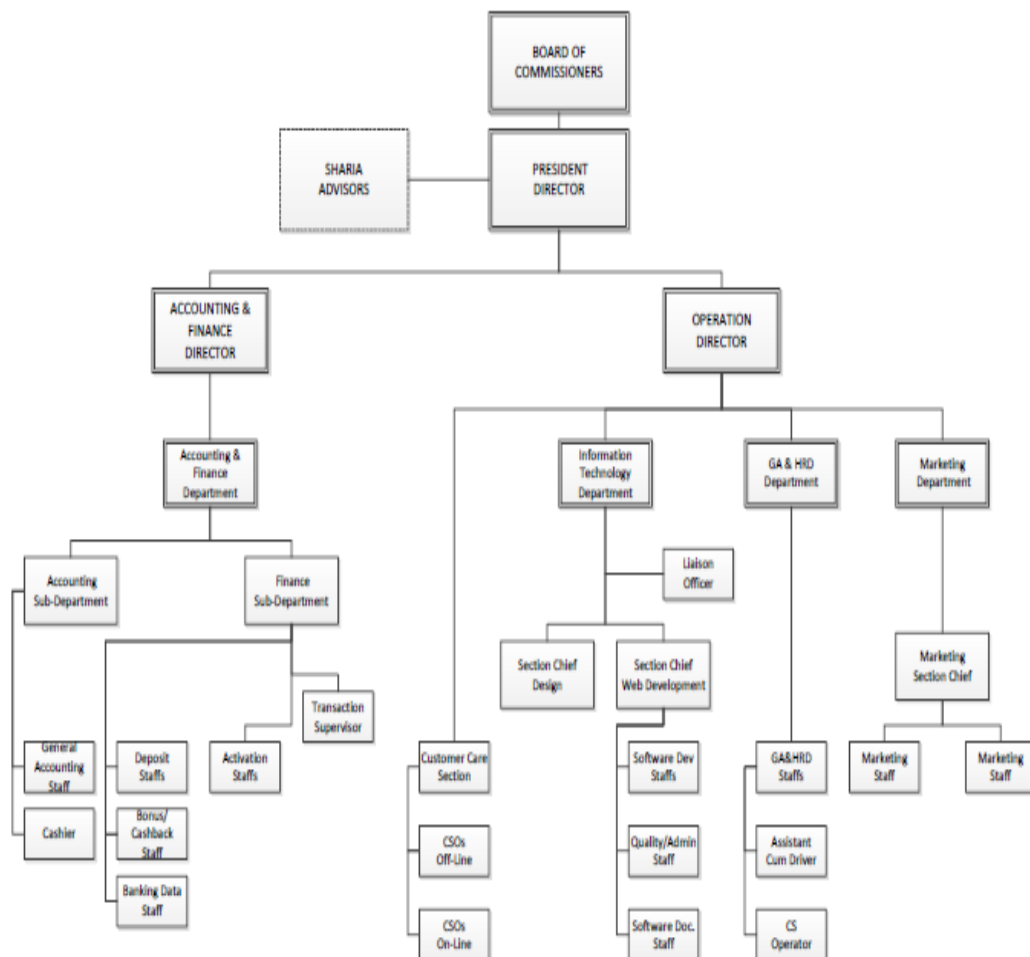 BOARD OF
COMMISSIONERS
SHARIA
ADVISORS
PRESIDENT
DIRECTOR
ACCOUNTING &
FINANCE
DIRECTOR
OPERATION
DIRECTOR
Accounting &
Finance
Department
Information
Technology
Department
GA & HRD
Department
Marketing
Department
Accounting
Sub-Department
Finance
Sub-Department
Liaison
Officer
Section Chief
Design
Section Chief
Web Development
Marketing
Section Chief
Transaction
Supervisor
General
Accounting
Staff
Deposit
Staffs
Activation
Staffs
Customer Care
Section
Software Dev
Staffs
GA&HRD
Staffs
Marketing
Staff
Marketing
Staff
Cashier
Bonus/
Cashback
Staff
CSOs
Off-Line
Quality/Admin
Staff
Assistant
Cum Driver
Banking Data
Staff
CSOs
On-Line
Software Doc.
Staff
CS
Operator